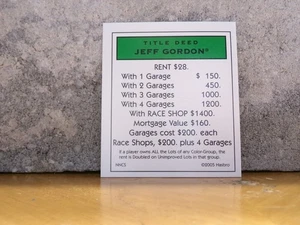 TITLE DEED
JEFF GORDON®
RENT $28.
With 1 Garage $ 150.
With 2 Garages 450.
With 3 Garages 1000.
With 4 Garages 1200.
With RACE SHOP $1400.
Mortgage Value $160.
Garages cost $200. each
Race Shops, $200. plus 4 Garages
If a player owns ALL the Lots of any Color-Group, the
rent is Doubled on Unimproved Lots in that group.
©2005 Hasbro